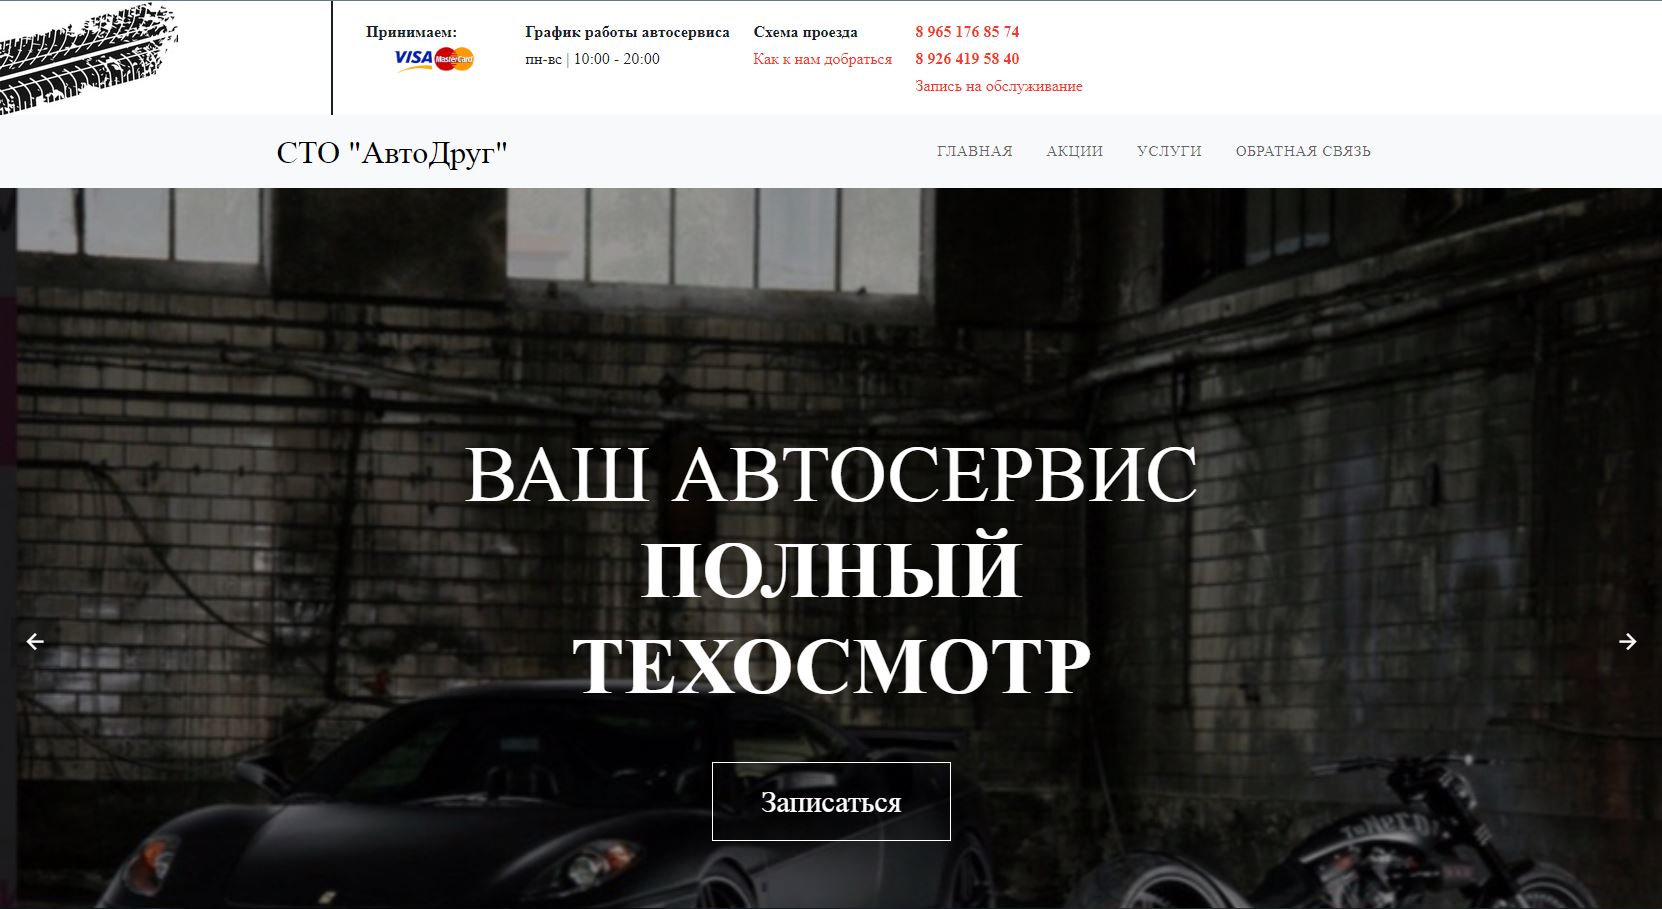 Принимаем:
VISA MasterCard
График работы автосервиса
пн-вс | 10:00 - 20:00
Схема проезда
Как к нам добраться
8 965 176 85 74
8 926 419 58 40
Запись на обслуживание
СТО "АвтоДруг"
ГЛАВНАЯ АКЦИИ УСЛУГИ ОБРАТНАЯ СВЯЗЬ
ВАШ АВТОСЕРВИС
ПОЛНЫЙ
ТЕХОСМОТР
Записаться